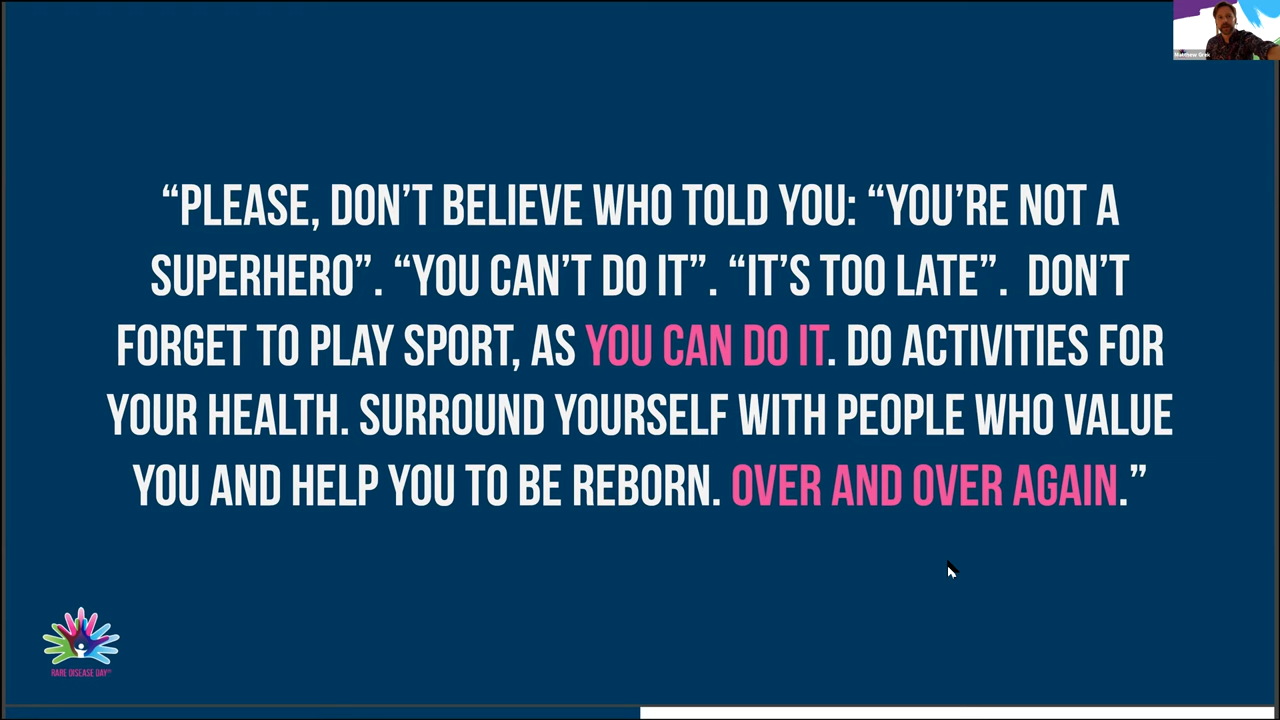 “PLEASE, DON’T BELIEVE WHO TOLD YOU: “YOU’RE NOT A
SUPERHERO”. “YOU CAN’T DO IT”. “IT’S TOO LATE”. DON’T
FORGET TO PLAY SPORT, AS YOU CAN DO IT. DO ACTIVITIES FOR
YOUR HEALTH. SURROUND YOURSELF WITH PEOPLE WHO VALUE
YOU AND HELP YOU TO BE REBORN. OVER AND OVER AGAIN.”
RARE DISEASE DAY
Matthew